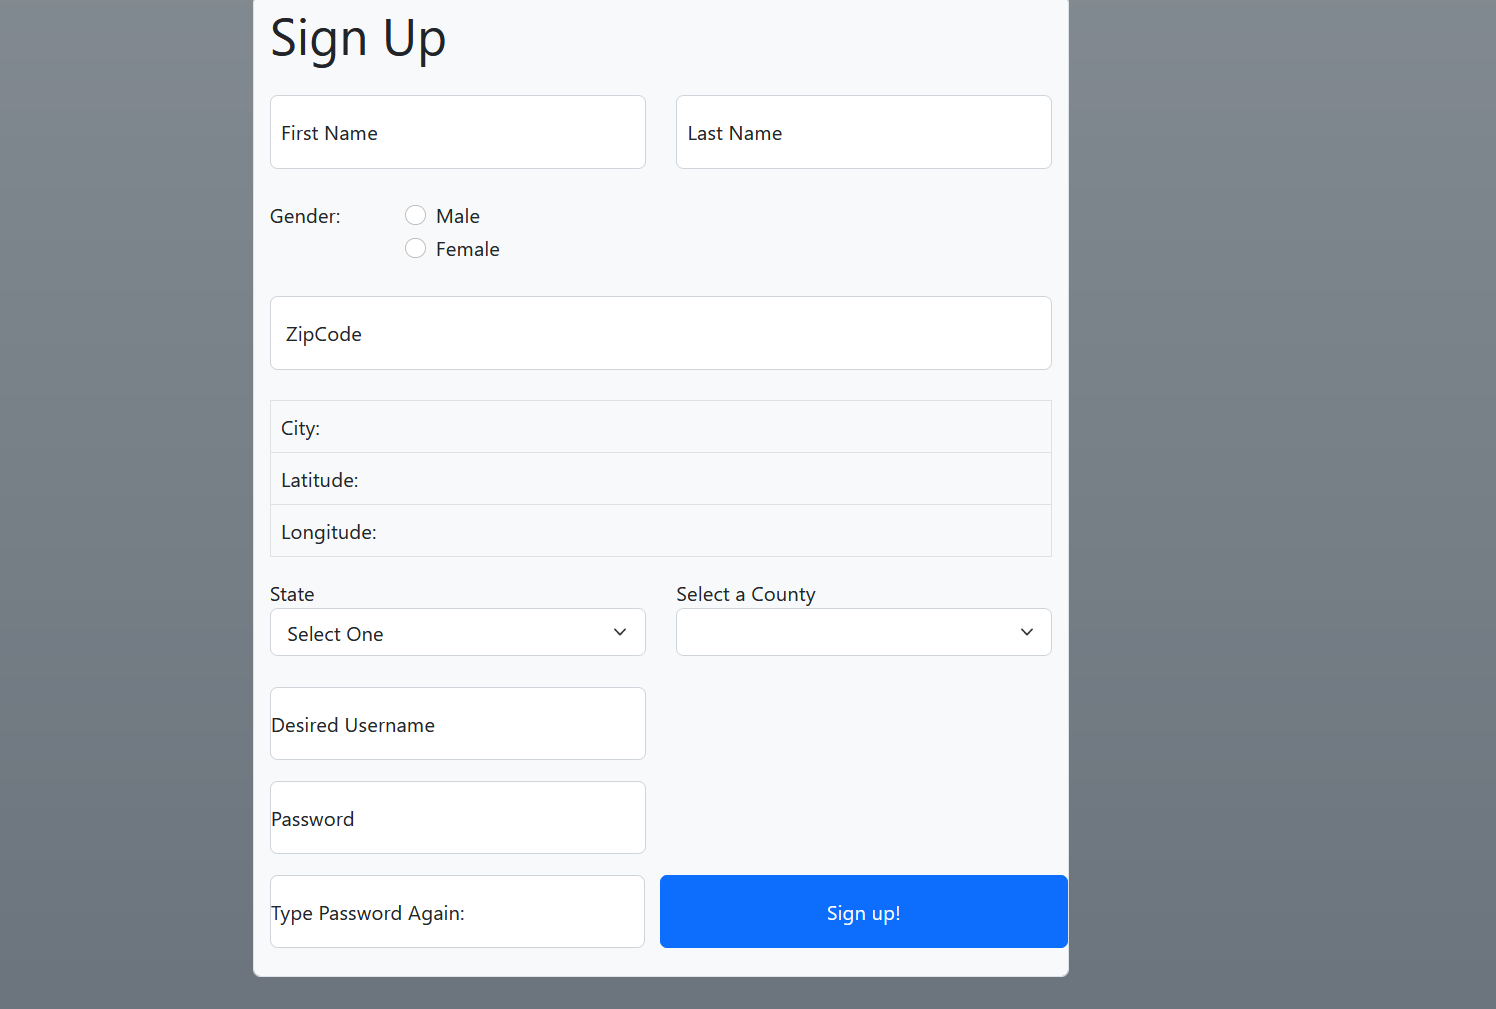 Sign Up
First Name
Last Name
Gender:
Male
Female
ZipCode
City:
Latitude:
Longitude:
State
Select a County
Select One
Desired Username
Password
Type Password Again:
Sign up!